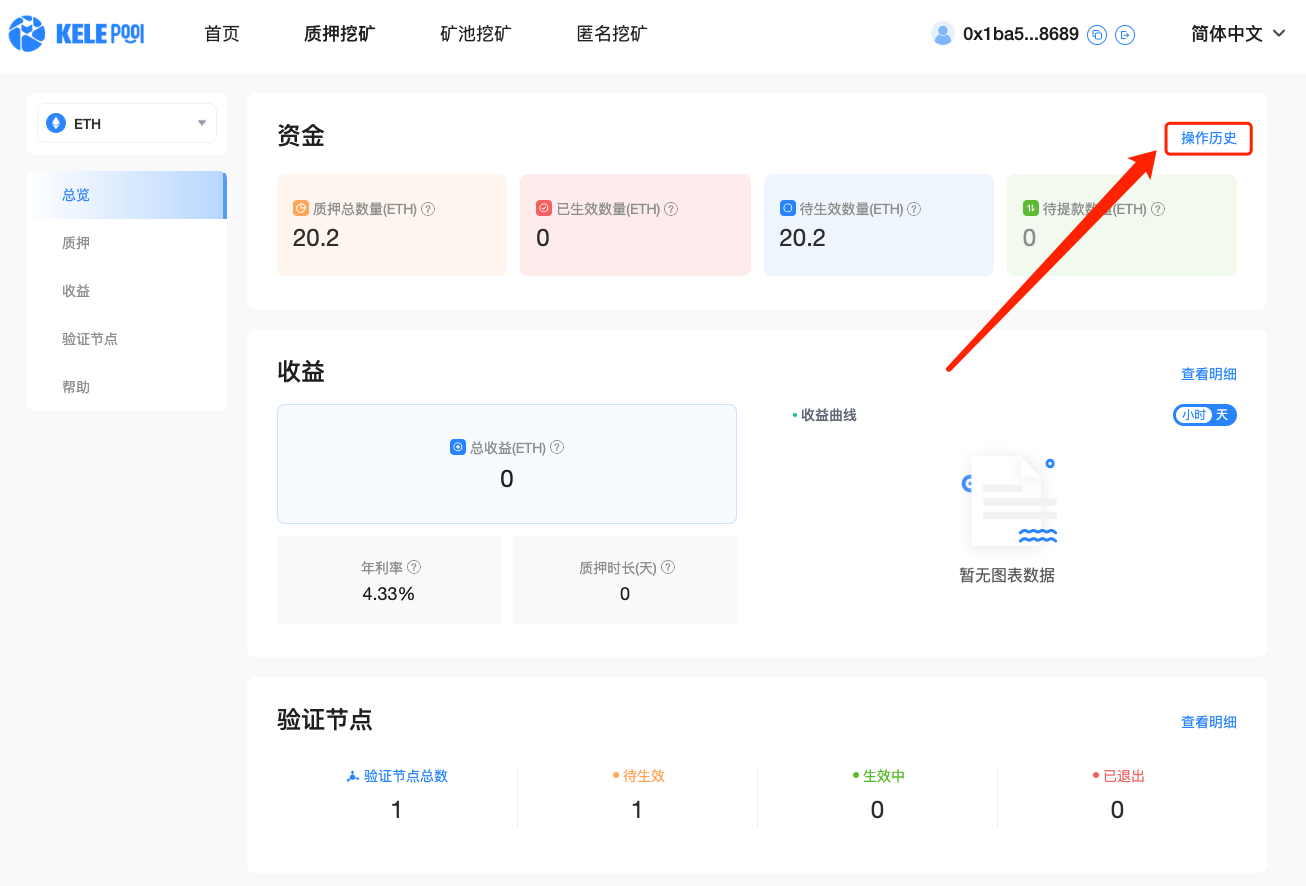 KELE POOl 首页 质押挖矿 矿池挖矿 匿名挖矿 0x1ba5...8689 简体中文
ETH
总览
质押
收益
验证节点
帮助
资金 操作历史
质押总数量(ETH) ? 已生效数量(ETH) ? 待生效数量(ETH) ? 待提款数量(ETH) ?
20.2 0 20.2 0
收益 查看明细
总收益(ETH) ?
0
年利率 ? 质押时长(天) ?
4.33% 0
收益曲线 小时 天
暂无图表数据
验证节点 查看明细
验证节点总数 待生效 生效中 已退出
1 1 0 0